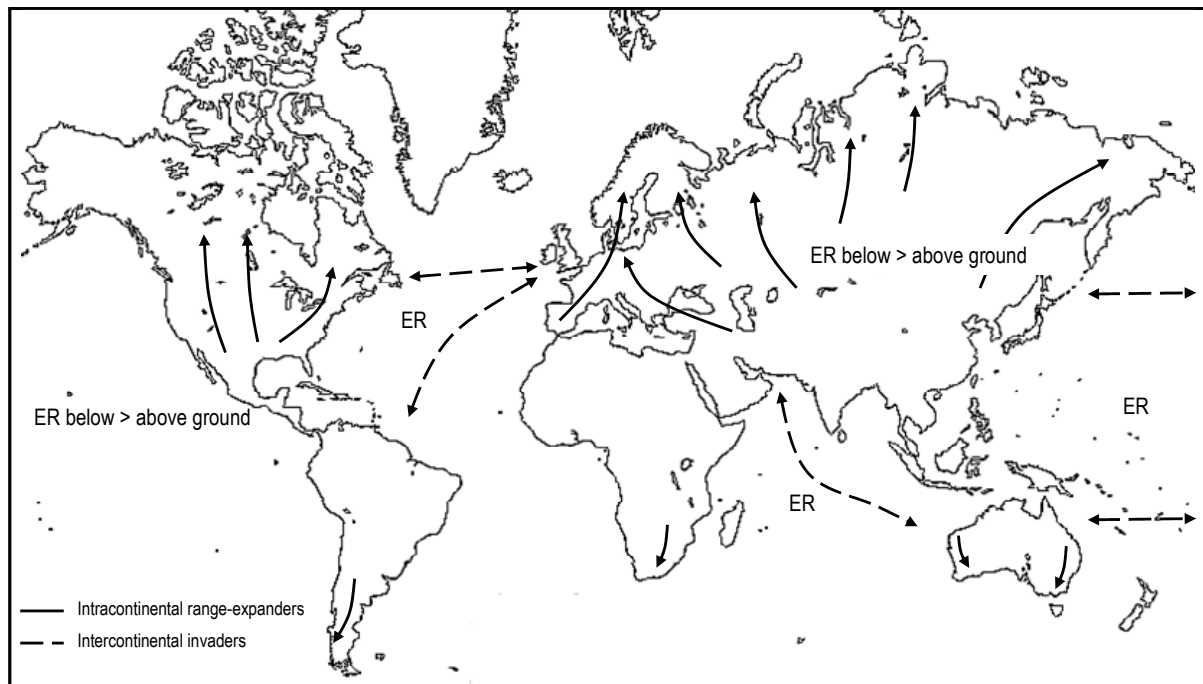 ER below > above ground
ER
ER
ER below > above ground
ER
Intracontinental range-expanders
Intercontinental invaders